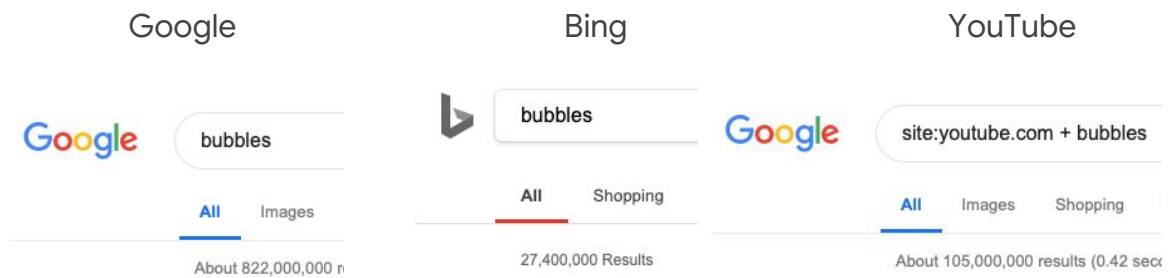 Google
Bing
YouTube
Google
bubbles
All Images
About 822,000,000
bubbles
All Shopping
27,400,000 Results
Google
site:youtube.com + bubbles
All Images Shopping
About 105,000,000 results (0.42